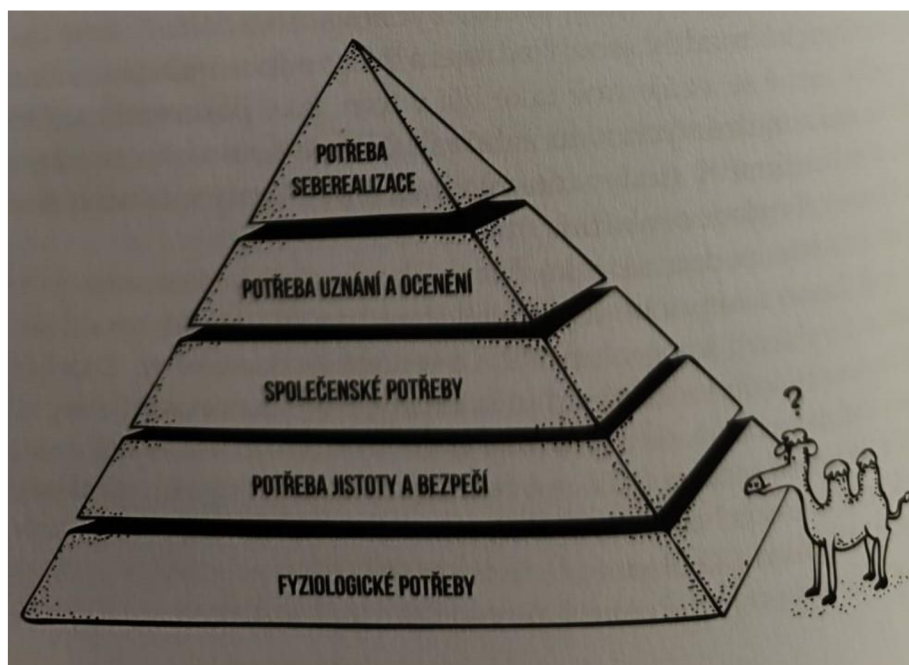 POTŘEBA
SEBEREALIZACE
POTŘEBA UZNÁNÍ A OCENĚNÍ
SPOLEČENSKÉ POTŘEBY
POTŘEBA JISTOTY A BEZPEČÍ
?
FYZIOLOGICKÉ POTŘEBY